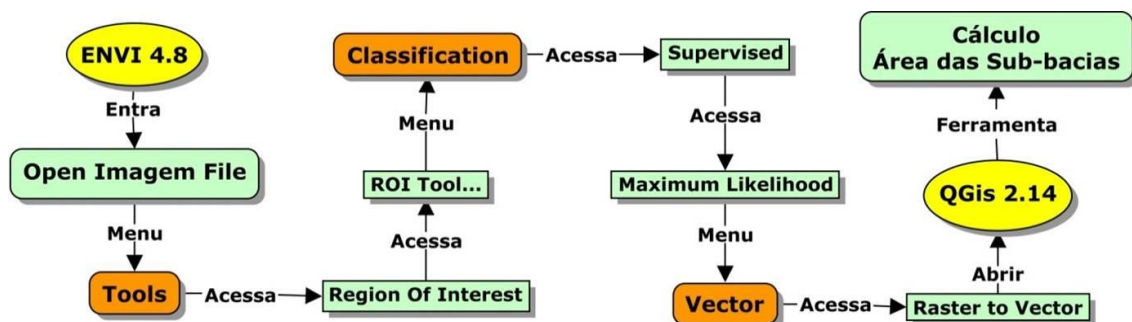 ENVI 4.8
Entra
Open Imagem File
Menu
Tools
Acessa
Region Of Interest
Acessa
ROI Tool...
Menu
Classification
Acessa
Supervised
Acessa
Maximum Likelihood
Menu
Vector
Acessa
Raster to Vector
Abrir
QGis 2.14
Ferramenta
Cálculo
Área das Sub-bacias